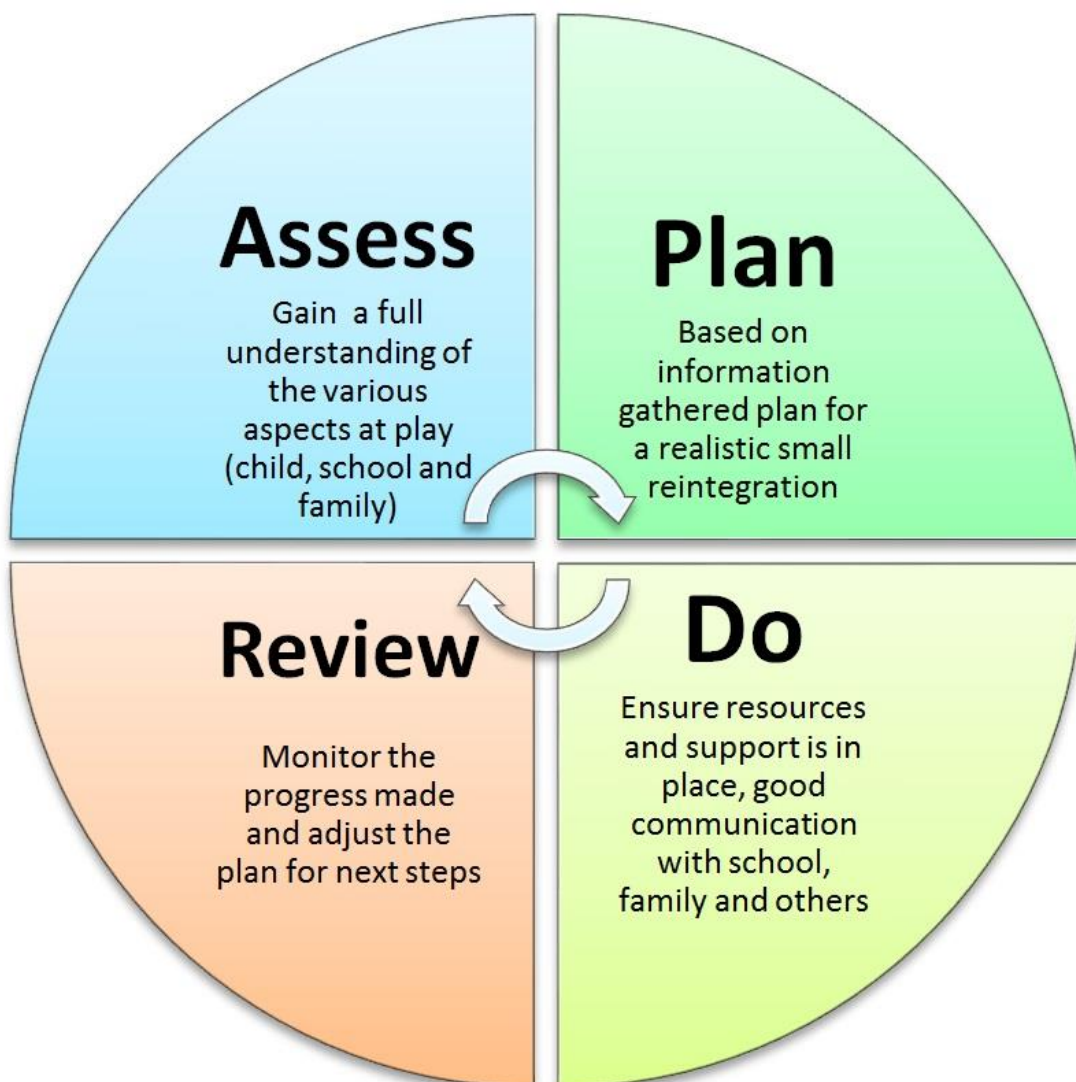 Assess
Gain a full
understanding of
the various
aspects at play
(child, school and
family)
Plan
Based on
information
gathered plan for
a realistic small
reintegration
Do
Ensure resources
and support is in
place, good
communication
with school,
family and others
Review
Monitor the
progress made
and adjust the
plan for next steps